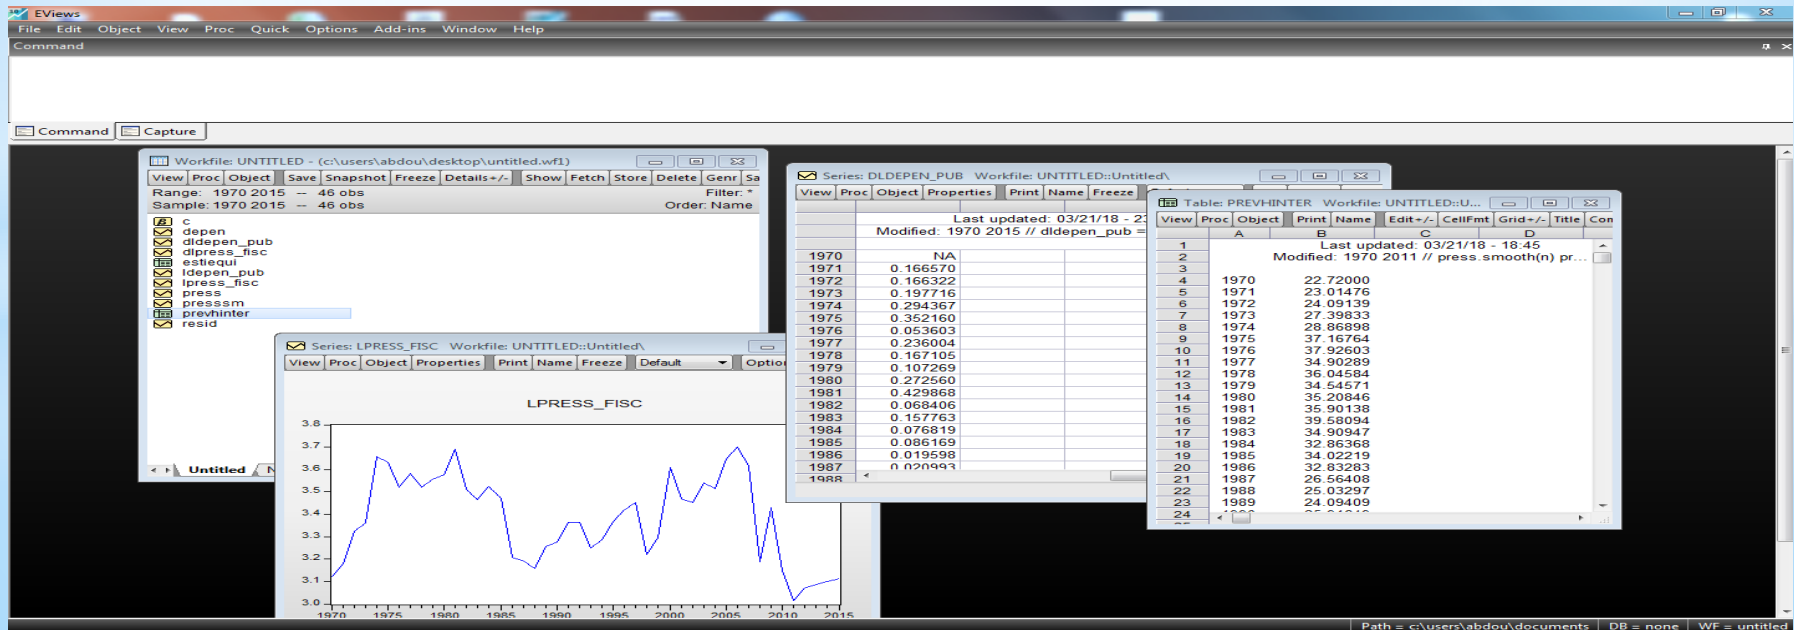 EViews
File Edit Object View Proc Quick Options Add-ins Window Help
Command
Command Capture
Workfile: UNTITLED - (c:\users\abdou\desktop\untitled.wf1)
View Proc Object Save Snapshot Freeze Details+/- Show Fetch Store Delete Genr Sa
Range: 1970 2015 -- 46 obs Filter: *
Sample: 1970 2015 -- 46 obs Order: Name
c
depen
dldepen_pub
dlpress_fisc
estiequi
ldepen_pub
lpress_fisc
press
presssm
prevhinter
resid
Untitled N
Series: LPRESS_FISC Workfile: UNTITLED::Untitled\
View Proc Object Properties Print Name Freeze Default Option
LPRESS_FISC
3.8
3.7
3.6
3.5
3.4
3.3
3.2
3.1
3.0
1970 1975 1980 1985 1990 1995 2000 2005 2010 2015
Series: DLDEPEN_PUB Workfile: UNTITLED::Untitled\
View Proc Object Properties Print Name Freeze
Last updated: 03/21/18 - 23
Modified: 1970 2015 // dldepen_pub =
1970 NA
1971 0.166570
1972 0.166322
1973 0.197716
1974 0.294367
1975 0.352160
1976 0.053603
1977 0.236004
1978 0.167105
1979 0.107269
1980 0.272560
1981 0.429868
1982 0.068406
1983 0.157763
1984 0.076819
1985 0.086169
1986 0.019598
1987 0.020993
1988
Table: PREVHINTER Workfile: UNTITLED::U...
View Proc Object Print Name Edit+/- CellFmt Grid+/- Title Con
A B C D
1 Last updated: 03/21/18 - 18:45
2 Modified: 1970 2011 // press.smooth(n) pr...
3
4 1970 22.72000
5 1971 23.01476
6 1972 24.09139
7 1973 27.39833
8 1974 28.86898
9 1975 37.16764
10 1976 37.92603
11 1977 34.90289
12 1978 36.04584
13 1979 34.54571
14 1980 35.20846
15 1981 35.90138
16 1982 39.58094
17 1983 34.90947
18 1984 32.86368
19 1985 34.02219
20 1986 32.83283
21 1987 26.56408
22 1988 25.03297
23 1989 24.09409
24
Path = c:\users\abdou\documents DB = none WF = untitled